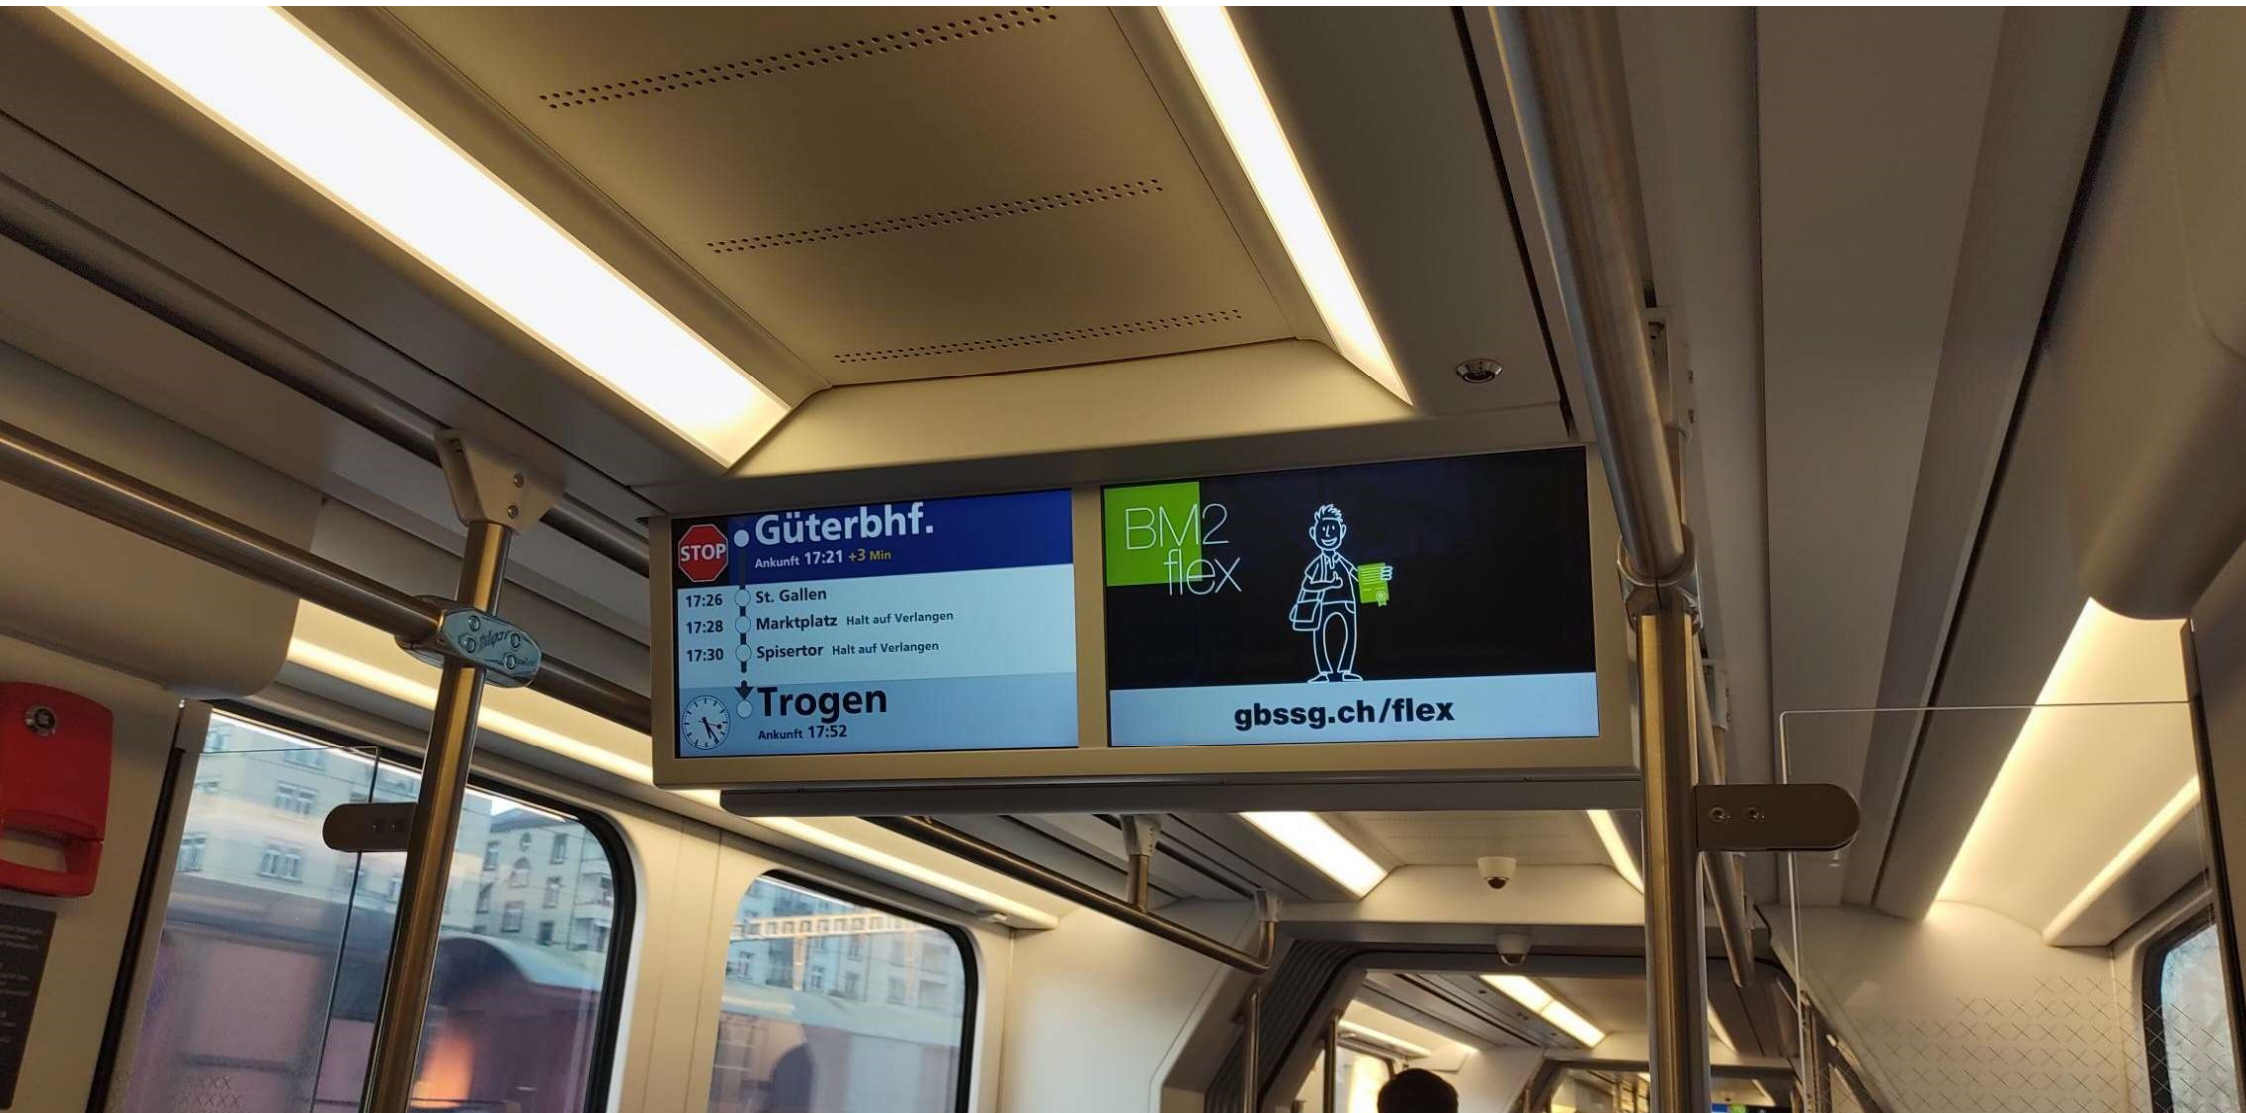 STOP
Güterbhf.
Ankunft 17:21 +3 Min
17:26 St. Gallen
17:28 Marktplatz Halt auf Verlangen
17:30 Spisertor Halt auf Verlangen
Trogen
Ankunft 17:52
BM2
flex
gbssg.ch/flex